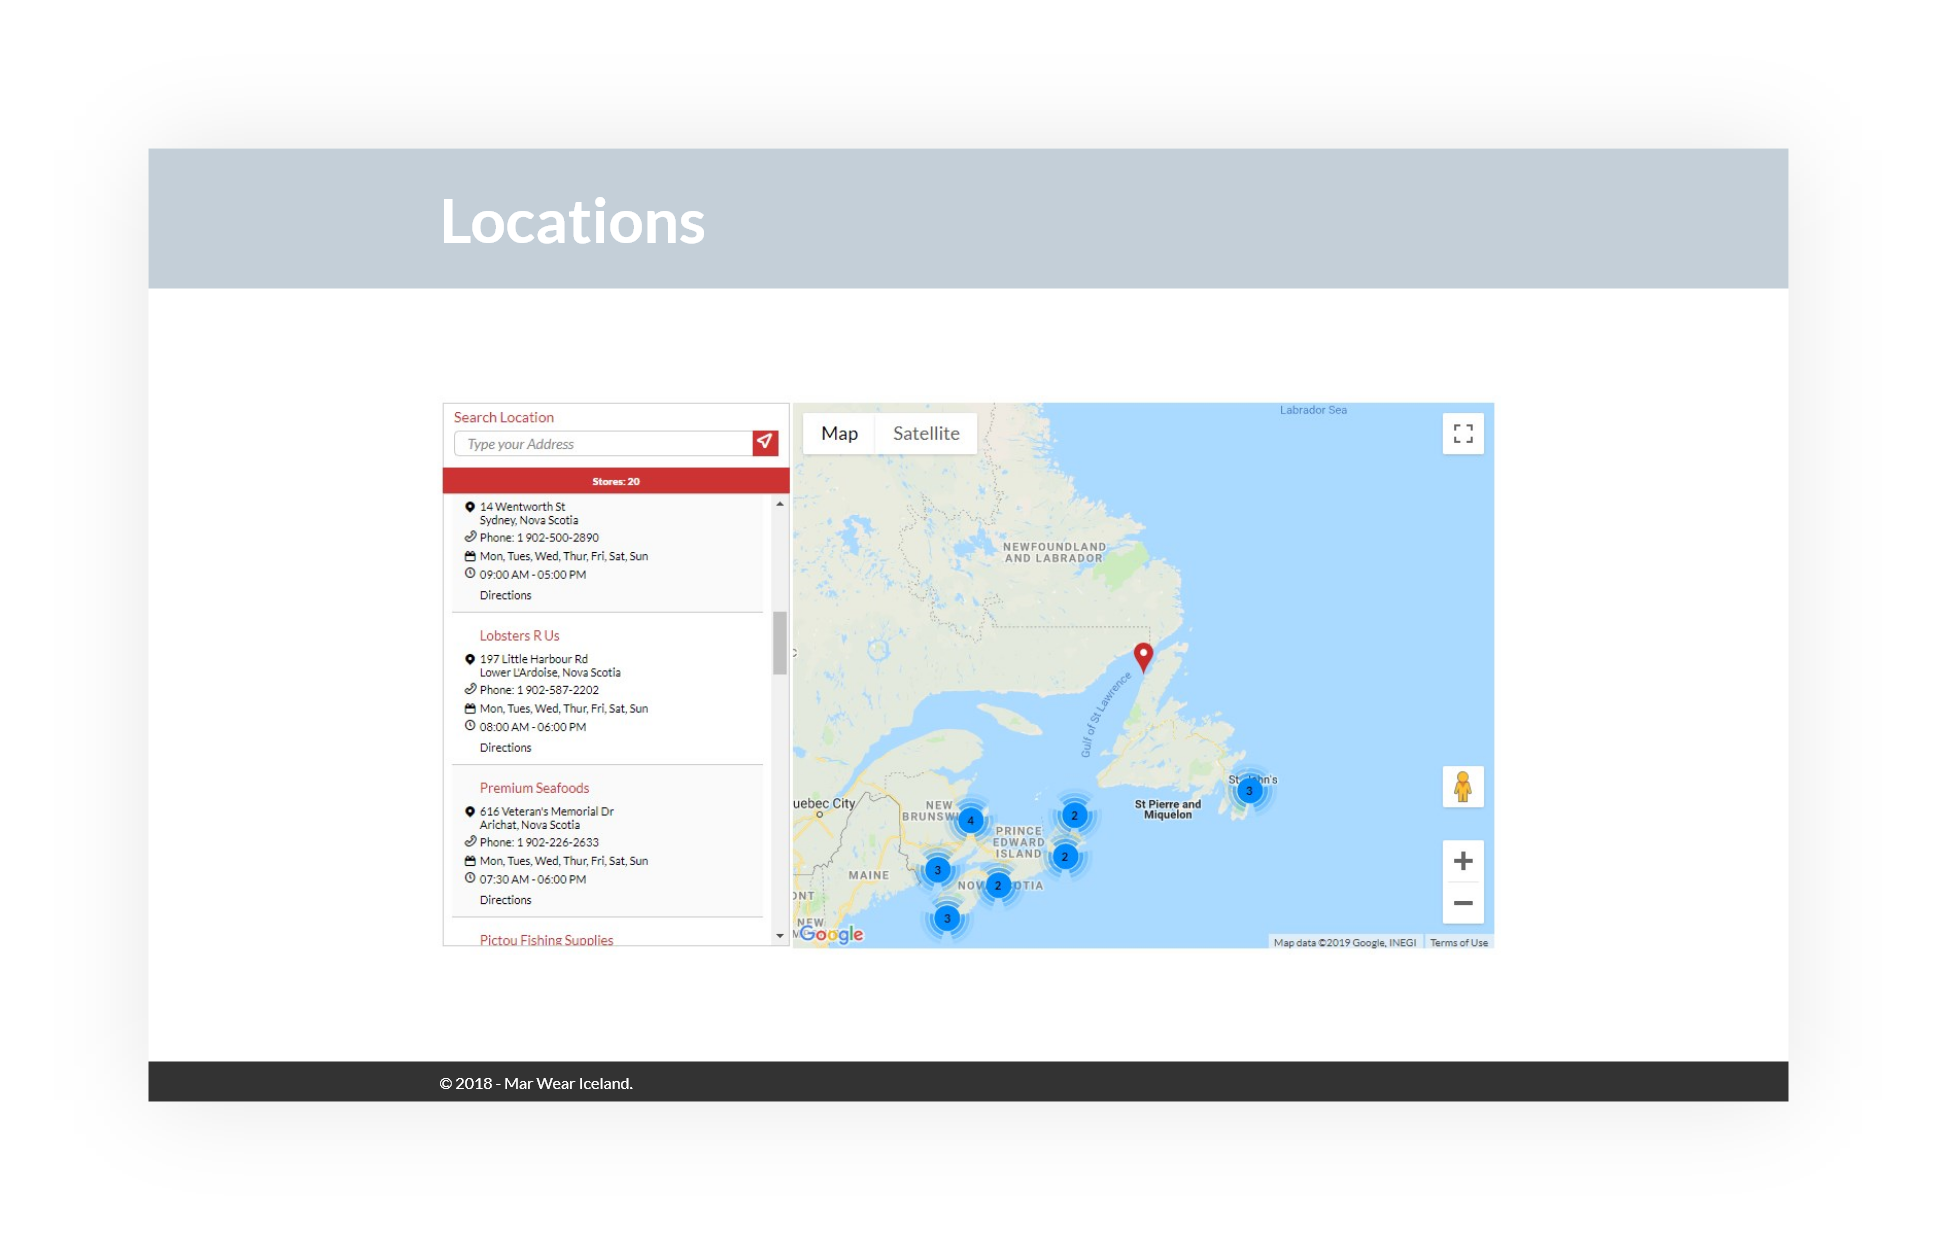 Locations
Search Location
Type your Address
Stores: 20
14 Wentworth St
Sydney, Nova Scotia
Phone: 1 902-500-2890
Mon, Tues, Wed, Thur, Fri, Sat, Sun
09:00 AM - 05:00 PM
Directions
Lobsters R Us
197 Little Harbour Rd
Lower L'Ardoise, Nova Scotia
Phone: 1 902-587-2202
Mon, Tues, Wed, Thur, Fri, Sat, Sun
08:00 AM - 06:00 PM
Directions
Premium Seafoods
616 Veteran's Memorial Dr
Arichat, Nova Scotia
Phone: 1 902-226-2633
Mon, Tues, Wed, Thur, Fri, Sat, Sun
07:30 AM - 06:00 PM
Directions
Pictou Fishing Supplies
Map Satellite
Labrador Sea
NEWFOUNDLAND
AND LABRADOR
Gulf of St Lawrence
uebec City
NEW
BRUNSW
4
PRINCE
EDWARD
ISLAND
2
2
St John's
3
St Pierre and
Miquelon
MAINE
3
2
3
ONT
NEW
Google
Map data ©2019 Google, INEGI
Terms of Use
© 2018 - Mar Wear Iceland.